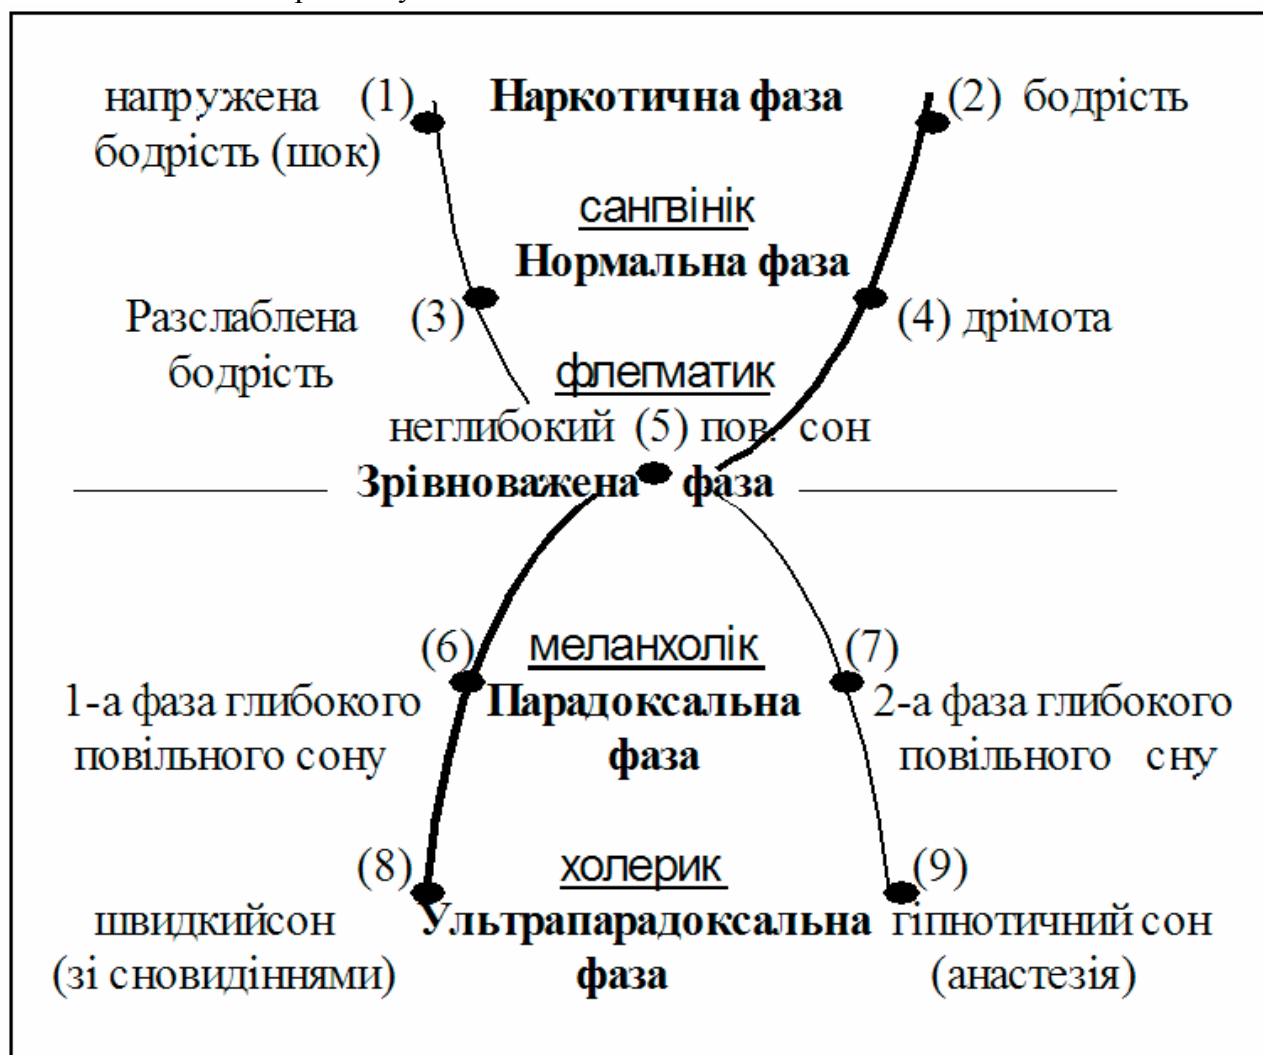 напружена (1) Наркотична фаза (2) бодрість
бодрість (шок)
сангвінік
Нормальна фаза
Разслаблена (3) (4) дрімота
бодрість
флегматик
неглибокий (5) пов. сон
Зрівноважена фаза
(6) меланхолік (7)
1-а фаза глибокого Парадоксальна 2-а фаза глибокого
повільного сону фаза повільного сну
(8) холерик (9)
швидкийсон Ультрапарадоксальна гіпнотичний сон
(зі сновидіннями) фаза (анастезія)